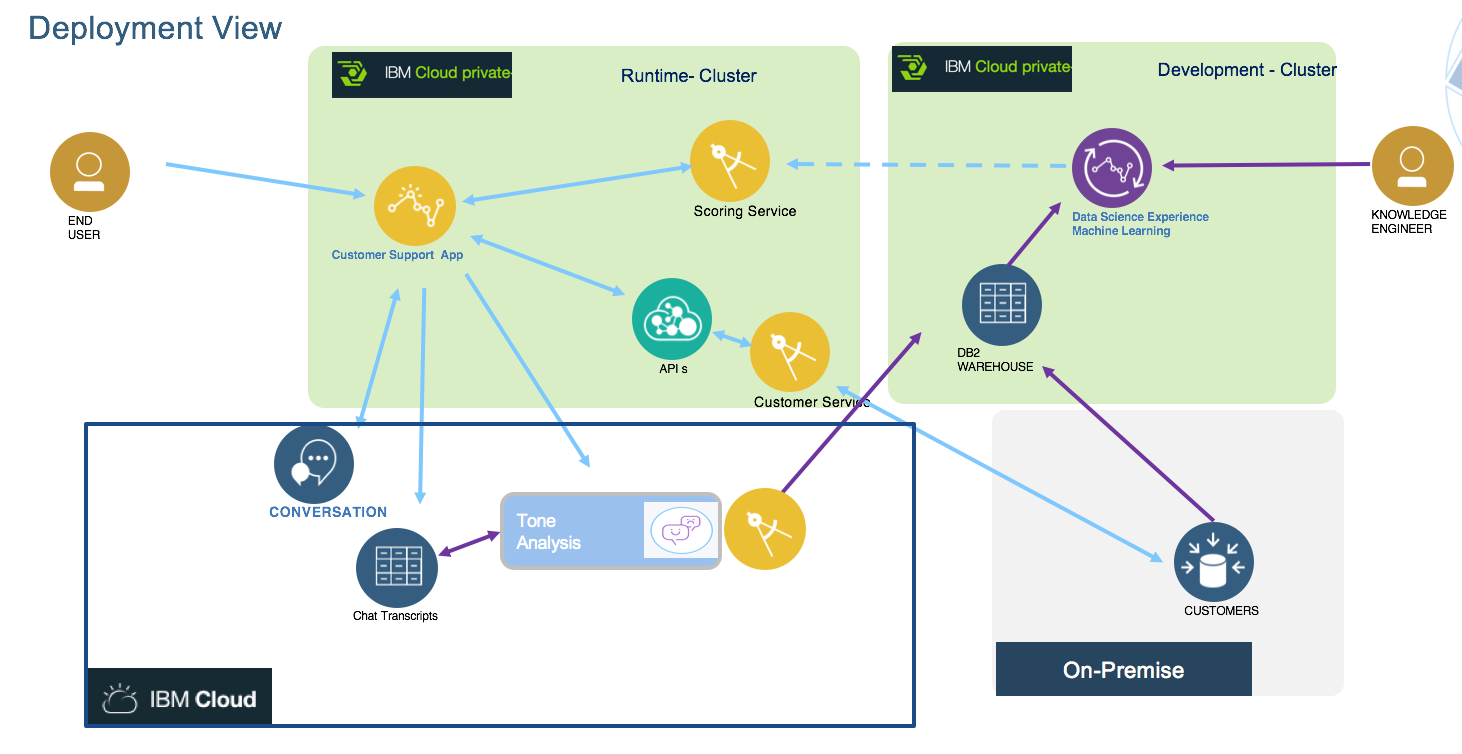 Deployment View
IBM Cloud private
Runtime- Cluster
IBM Cloud private
Development - Cluster
END
USER
Customer Support App
Scoring Service
API s
Customer Service
Data Science Experience
Machine Learning
KNOWLEDGE
ENGINEER
DB2
WAREHOUSE
CONVERSATION
Chat Transcripts
Tone
Analysis
IBM Cloud
CUSTOMERS
On-Premise